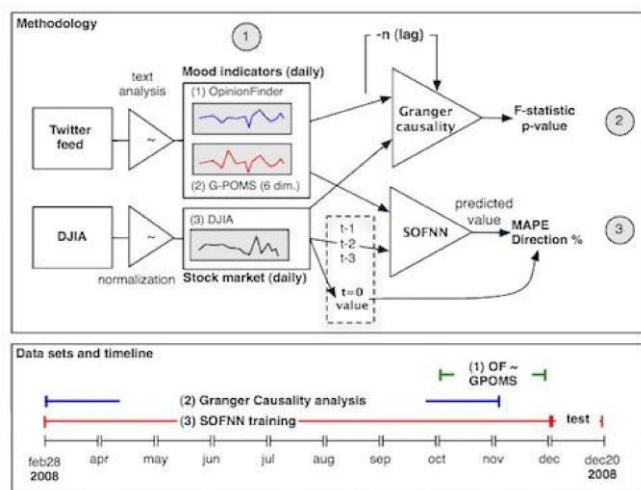 Methodology
1
-n (lag)
text
analysis
Mood indicators (daily)
(1) OpinionFinder
Twitter
feed
~
Granger
causality
F-statistic
p-value
2
(2) G-POMS (6 dim.)
DJIA
~
(3) DJIA
normalization
Stock market (daily)
t-1
t-2
t-3
t=0
value
SOFNN
predicted
value
MAPE
Direction %
3
Data sets and timeline
(1) OF ~
GPOMS
(2) Granger Causality analysis
(3) SOFNN training
test
feb28 apr may jun jul aug sep oct nov dec dec20
2008 2008